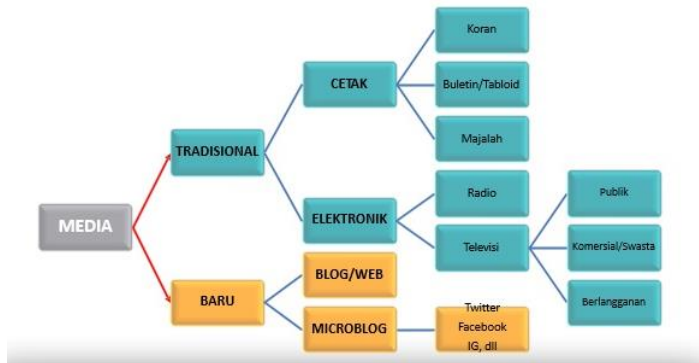 Koran
CETAK
Buletin/Tabloid
Majalah
TRADISIONAL
Radio
Publik
ELEKTRONIK
Televisi
Komersial/Swasta
Berlangganan
MEDIA
BLOG/WEB
BARU
MICROBLOG
Twitter
Facebook
IG, dll